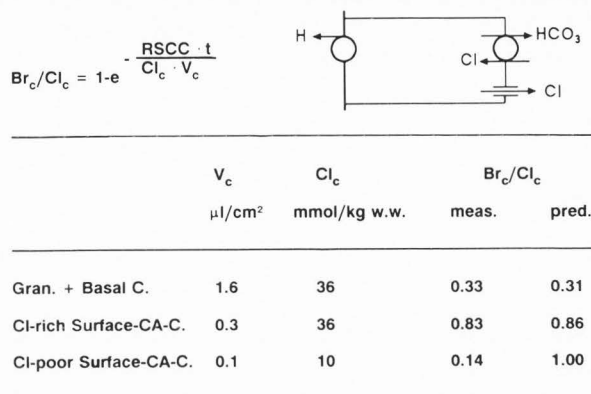 H
HCO₃
Cl
Cl
Br_c/Cl_c = 1-e^(- RSCC · t / Cl_c · V_c)
V_c Cl_c Br_c/Cl_c
µl/cm² mmol/kg w.w. meas. pred.
Gran. + Basal C. 1.6 36 0.33 0.31
Cl-rich Surface-CA-C. 0.3 36 0.83 0.86
Cl-poor Surface-CA-C. 0.1 10 0.14 1.00